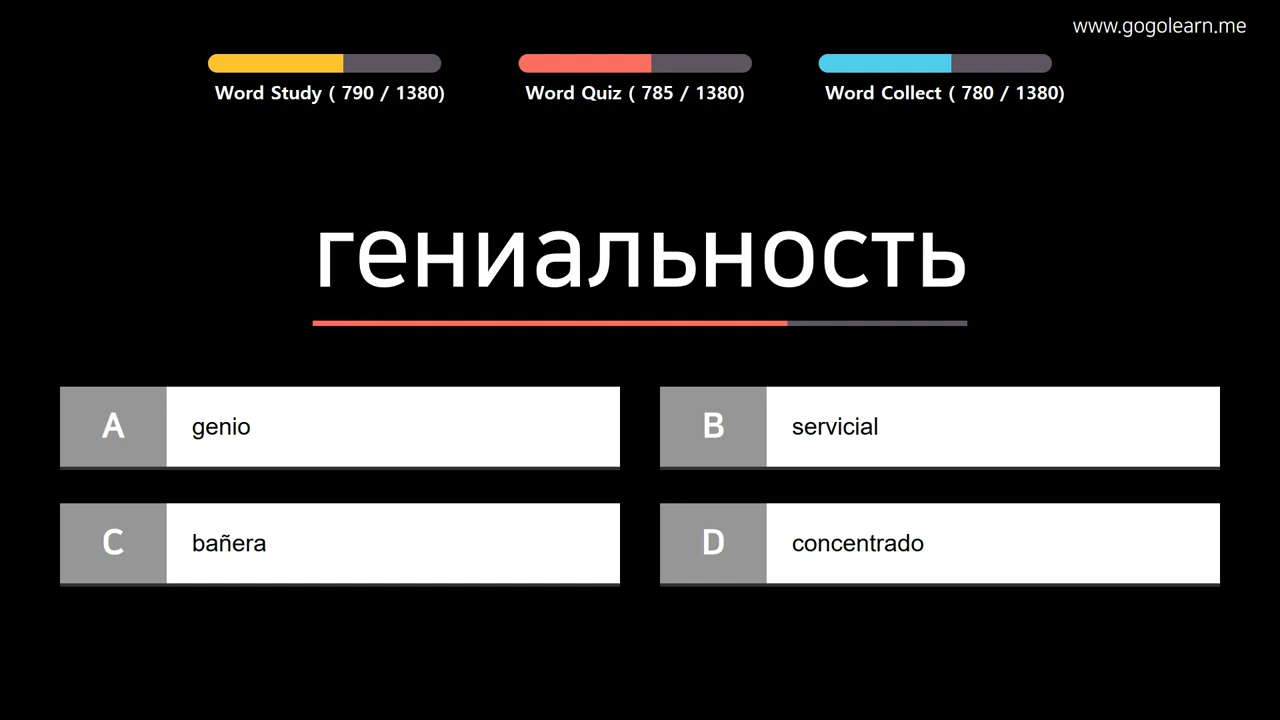 www.gogolearn.me
Word Study ( 790 / 1380)
Word Quiz ( 785 / 1380)
Word Collect ( 780 / 1380)
гениальность
A genio
B servicial
C bañera
D concentrado